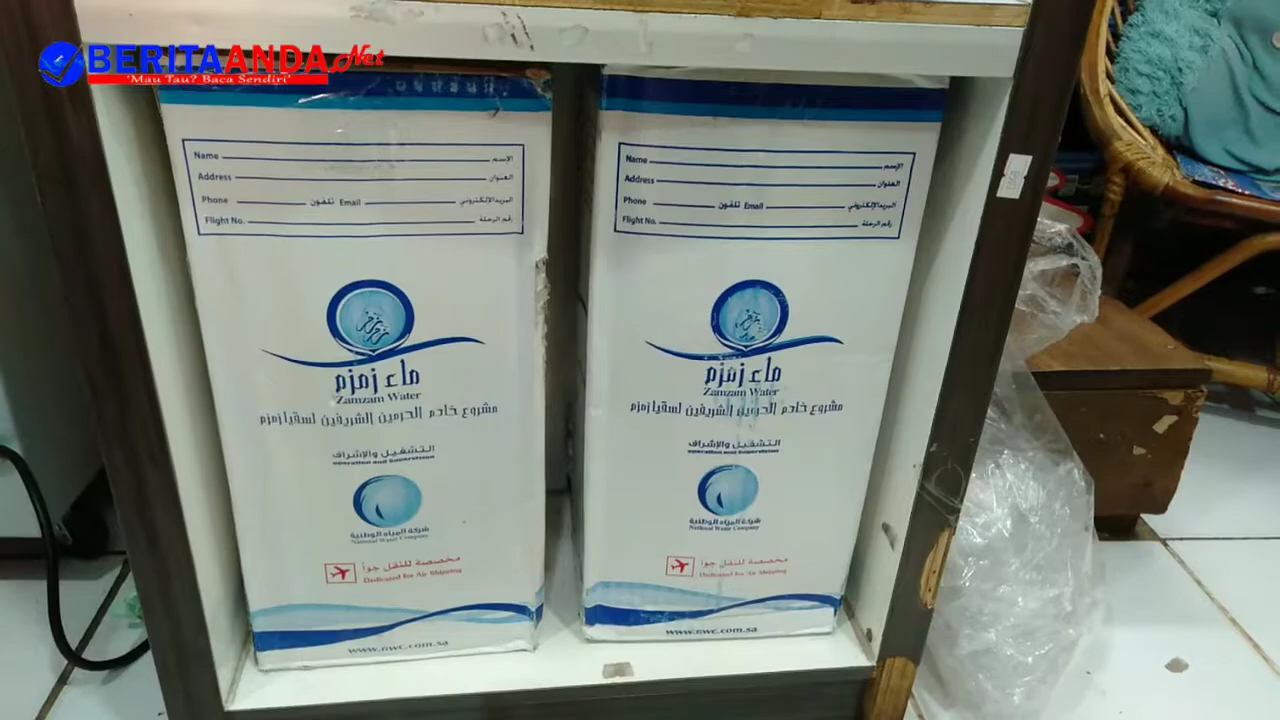 BERITAANDA.Net
"Mau Tau? Baca Sendiri"
Name الإسم
Address العنوان
Phone تلفون Email البريد الإلكتروني
Flight No. رقم الرحلة
زمزم
ماء زمزم
Zamzam Water
مشروع خادم الحرمين الشريفين لسقيا زمزم
التشغيل والإشراف
operation and Supervision
شركة المياه الوطنية
National Water Company
مخصصة للنقل جوا
Dedicated for Air Shipping
www.nwc.com.sa
Name الإسم
Address العنوان
Phone تلفون Email البريد الإلكتروني
Flight No. رقم الرحلة
زمزم
ماء زمزم
Zamzam Water
مشروع خادم الحرمين الشريفين لسقيا زمزم
التشغيل والإشراف
operation and Supervision
شركة المياه الوطنية
National Water Company
مخصصة للنقل جوا
Dedicated for Air Shipping
www.nwc.com.sa